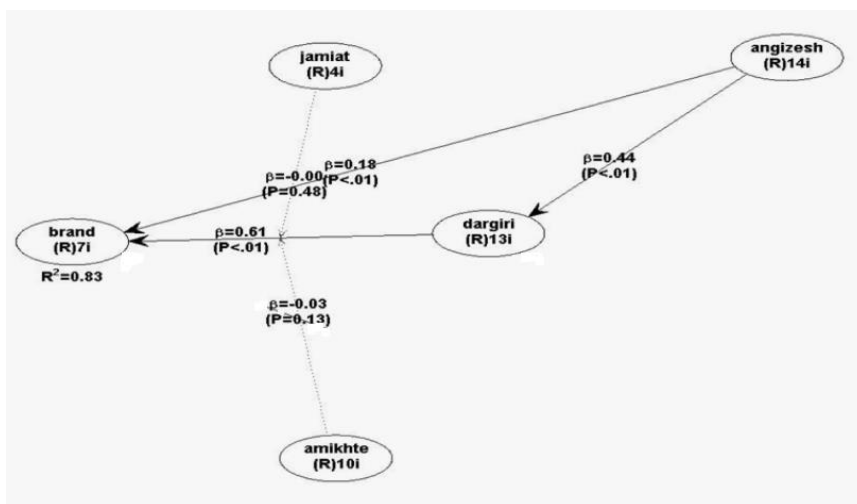 jamiat
(R)4i
angizesh
(R)14i
β=0.18
(P<.01)
β=-0.00
(P=0.48)
β=0.44
(P<.01)
brand
(R)7i
R²=0.83
β=0.61
(P<.01)
dargiri
(R)13i
β=-0.03
(P=0.13)
amikhte
(R)10i